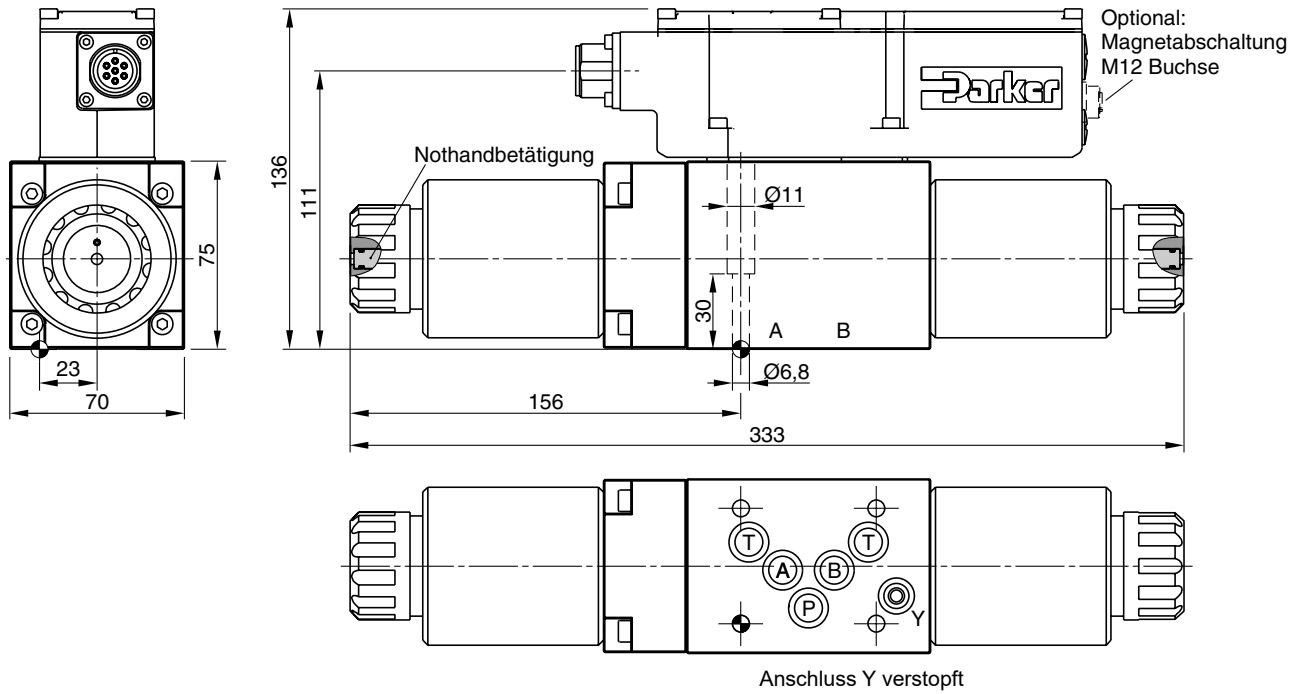 Optional:
Magnetabschaltung
M12 Buchse
Parker
136
111
Nothandbetätigung
Ø11
75
30
A
B
23
Ø6,8
70
156
333
T
T
A
B
P
Y
Anschluss Y verstopft